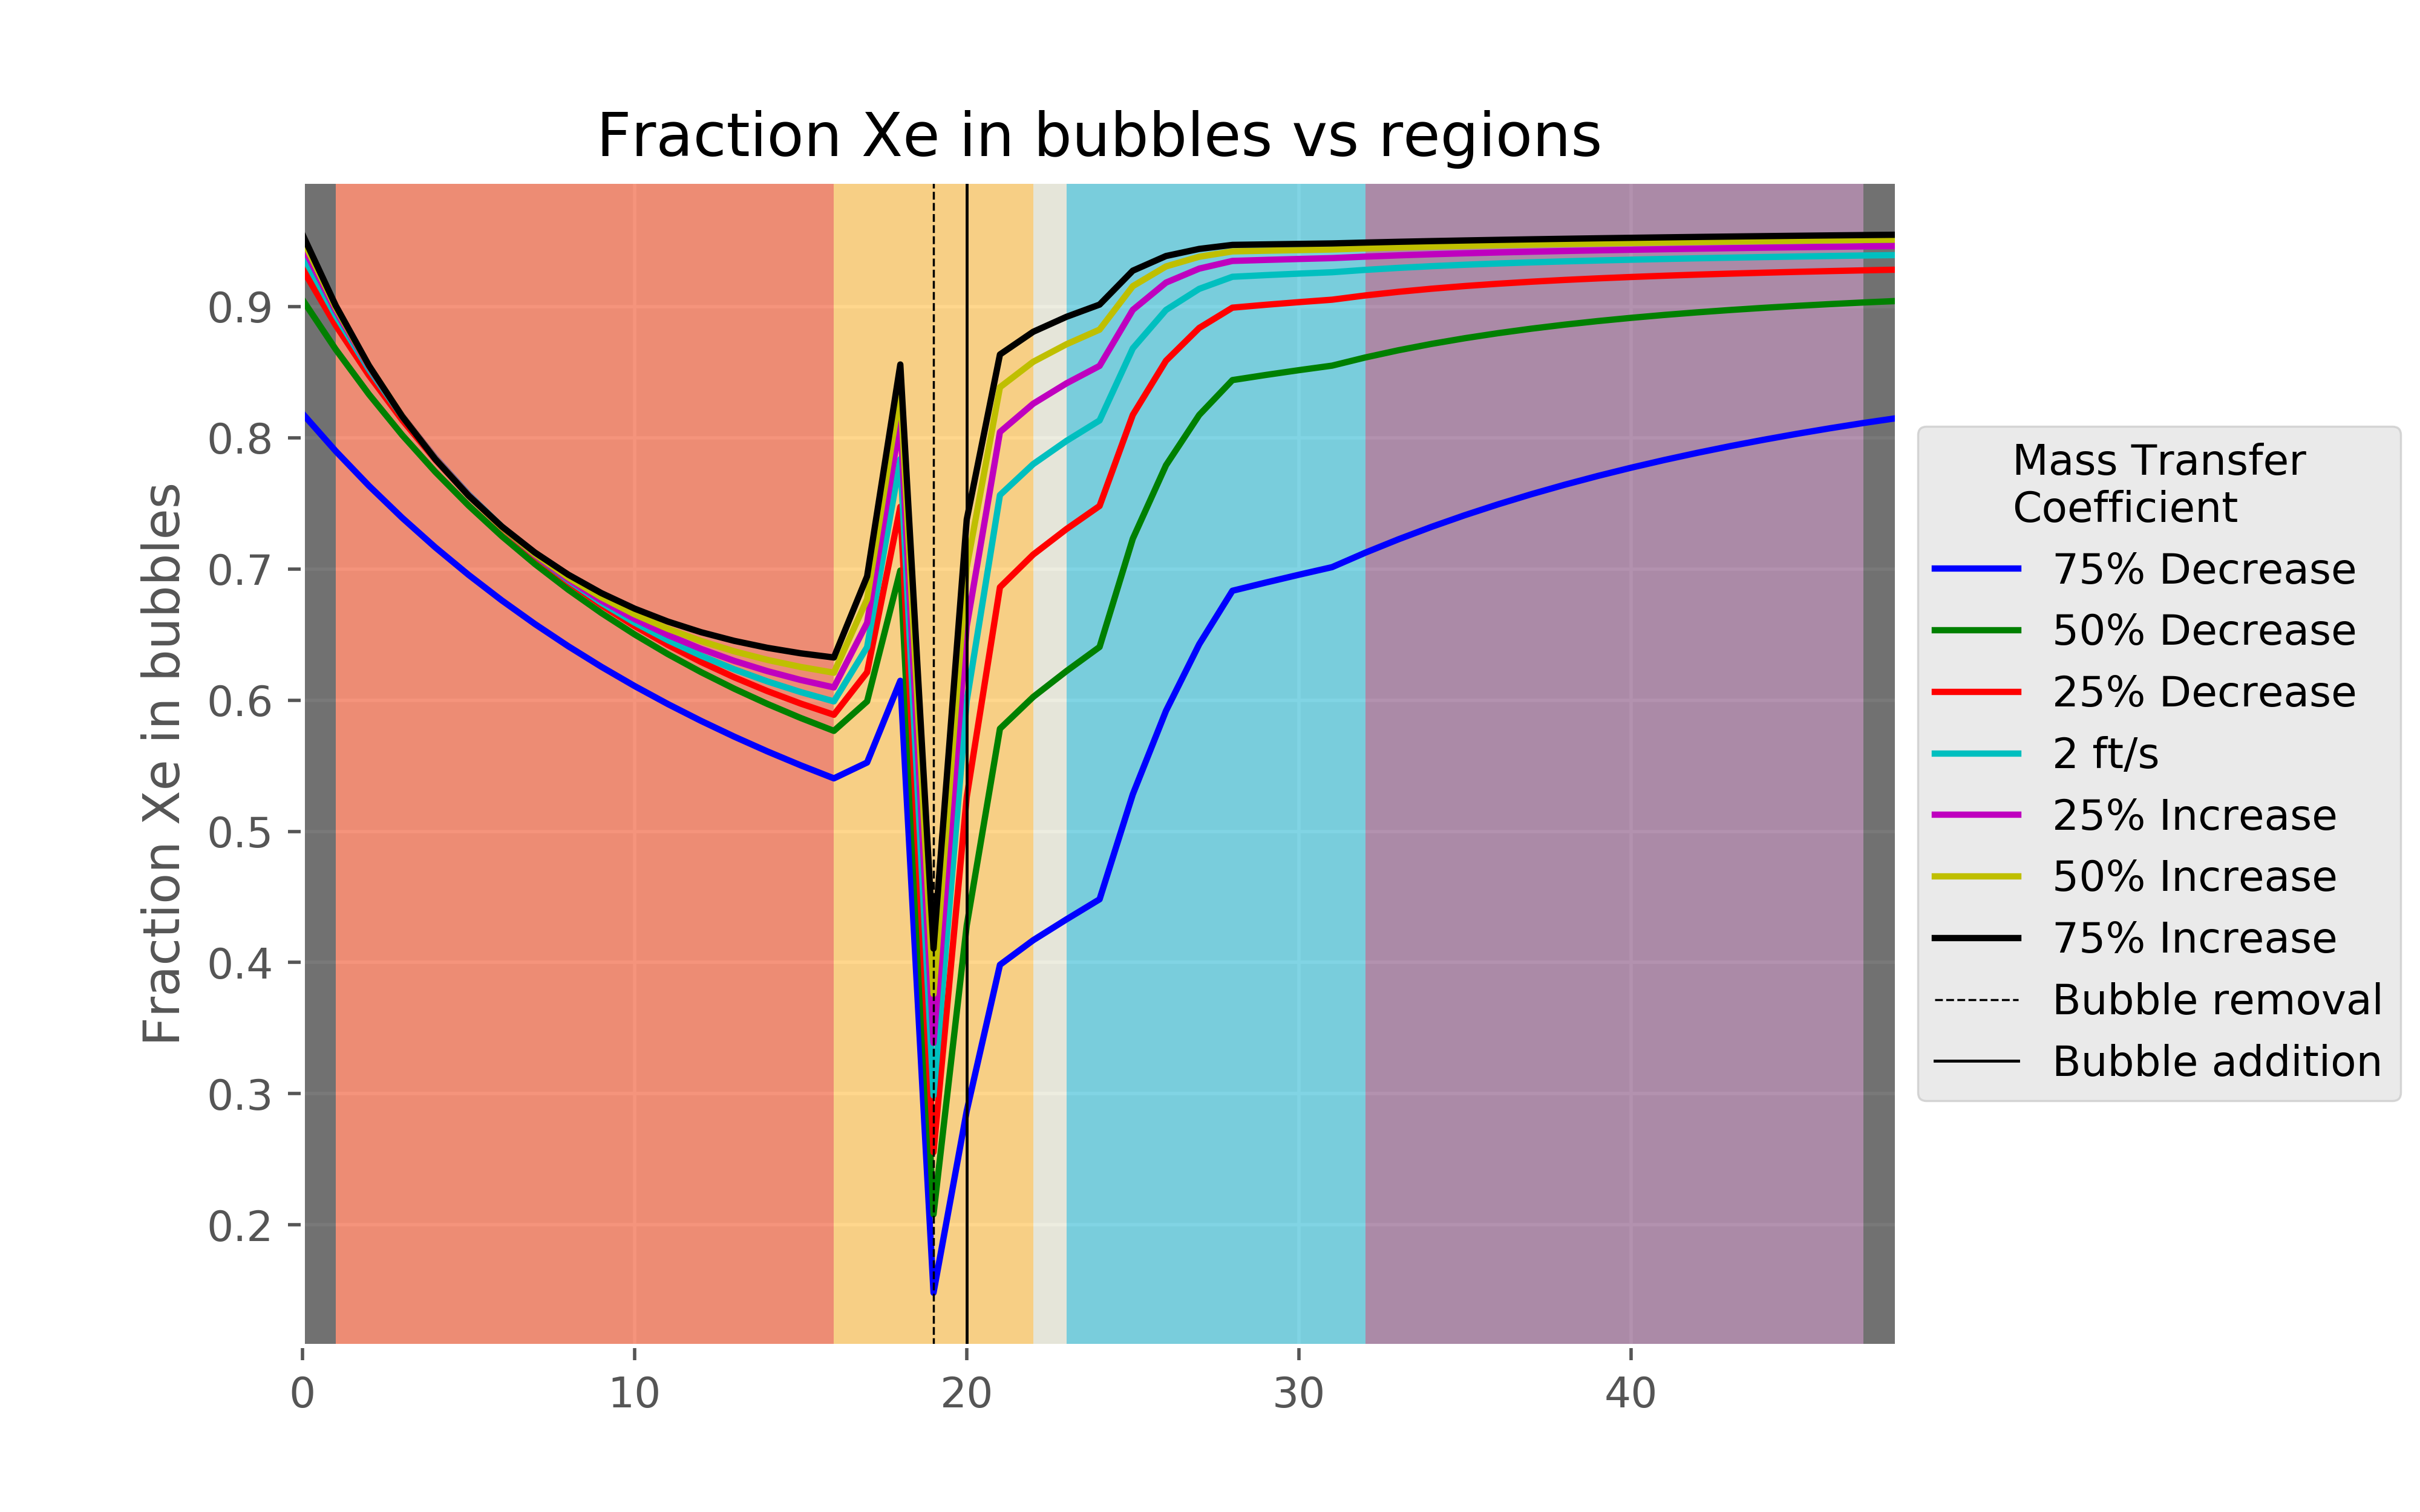 Fraction Xe in bubbles vs regions
Fraction Xe in bubbles
0.9
0.8
0.7
0.6
0.5
0.4
0.3
0.2
0
10
20
30
40
Mass Transfer
Coefficient
75% Decrease
50% Decrease
25% Decrease
2 ft/s
25% Increase
50% Increase
75% Increase
Bubble removal
Bubble addition